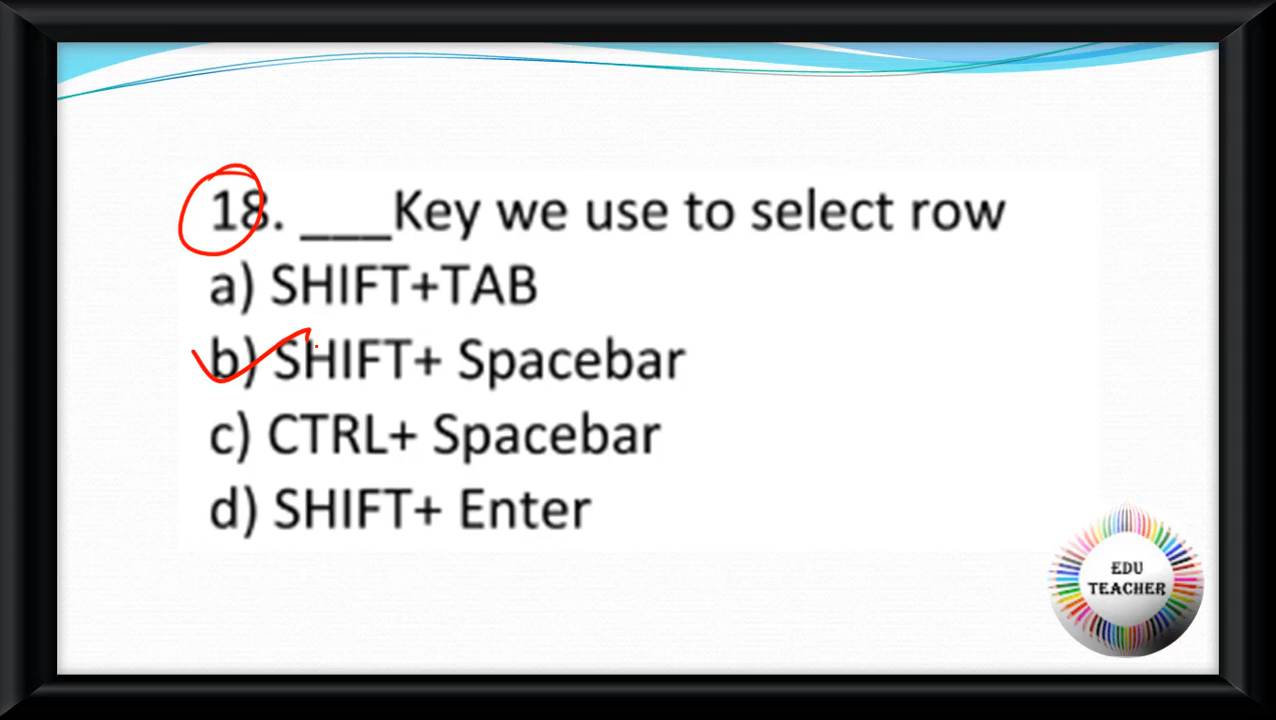 18. ___Key we use to select row
a) SHIFT+TAB
b) SHIFT+ Spacebar
c) CTRL+ Spacebar
d) SHIFT+ Enter
EDU
TEACHER